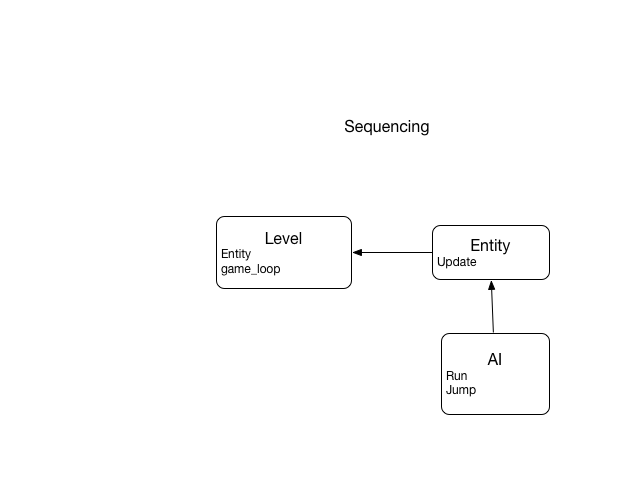 Sequencing
Level
Entity
game_loop
Entity
Update
AI
Run
Jump